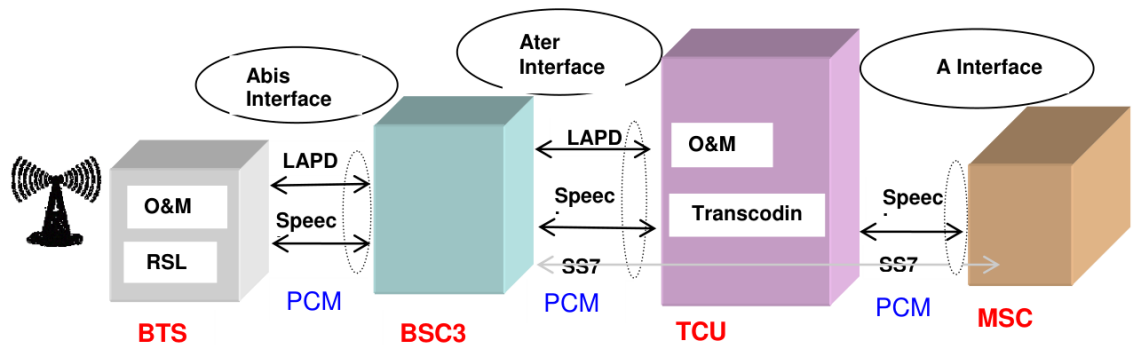 Abis
Interface
Ater
Interface
A Interface
LAPD
Speec
LAPD
Speec
.
SS7
Speec
.
SS7
O&M
RSL
O&M
Transcodin
PCM
PCM
PCM
BTS
BSC3
TCU
MSC